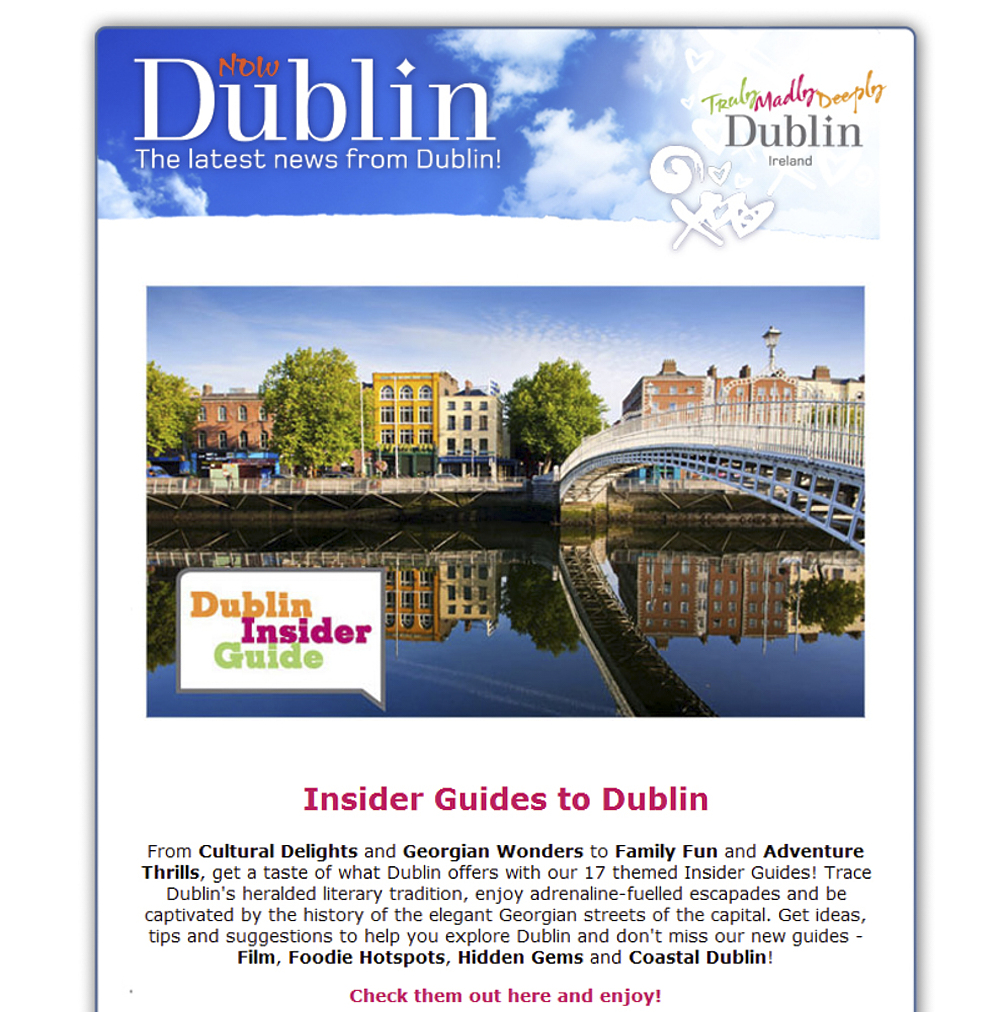 Now
Dublin
The latest news from Dublin!
Truly Madly Deeply
Dublin
Ireland
Dublin
Insider
Guide
Insider Guides to Dublin
From Cultural Delights and Georgian Wonders to Family Fun and Adventure
Thrills, get a taste of what Dublin offers with our 17 themed Insider Guides! Trace
Dublin's heralded literary tradition, enjoy adrenaline-fuelled escapades and be
captivated by the history of the elegant Georgian streets of the capital. Get ideas,
tips and suggestions to help you explore Dublin and don't miss our new guides -
Film, Foodie Hotspots, Hidden Gems and Coastal Dublin!
Check them out here and enjoy!